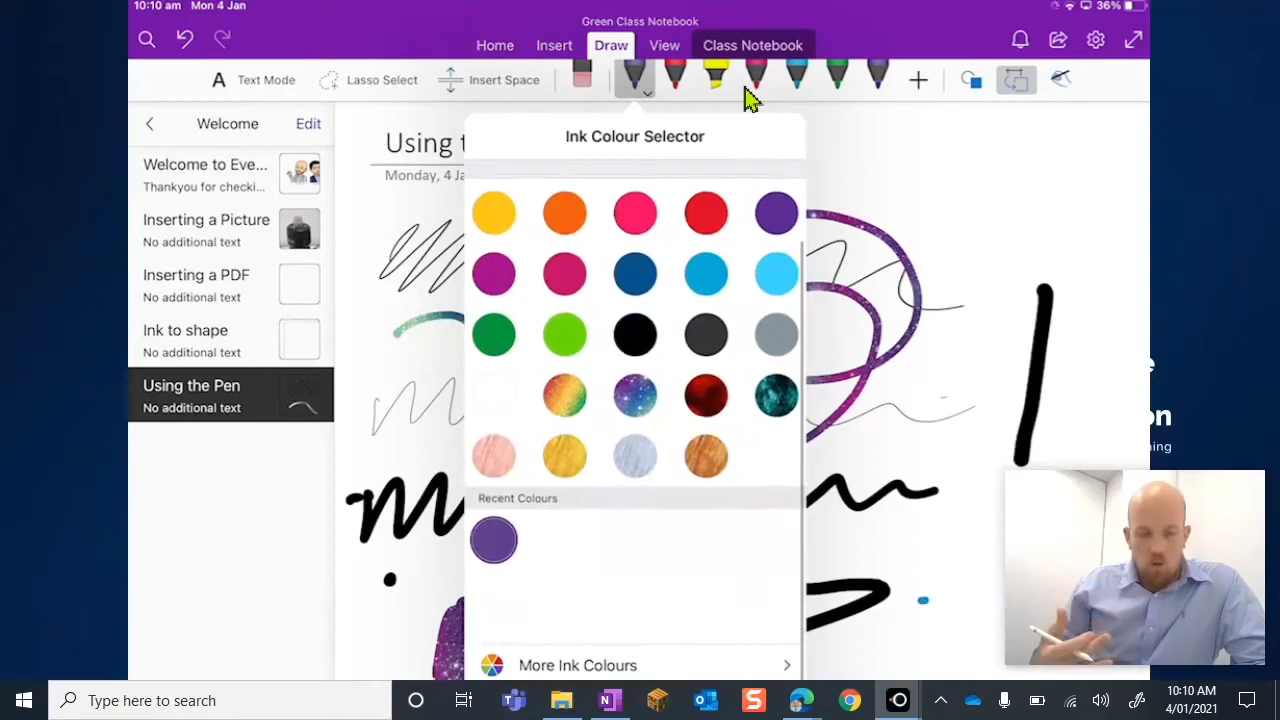 10:10 am Mon 4 Jan
36%
Green Class Notebook
Home Insert Draw View Class Notebook
A Text Mode Lasso Select Insert Space
Welcome Edit
Welcome to Eve...
Thankyou for checki...
Inserting a Picture
No additional text
Inserting a PDF
No additional text
Ink to shape
No additional text
Using the Pen
No additional text
Using t
Monday, 4 Ja
Ink Colour Selector
Recent Colours
More Ink Colours
e
on
ning
Type here to search
10:10 AM
4/01/2021